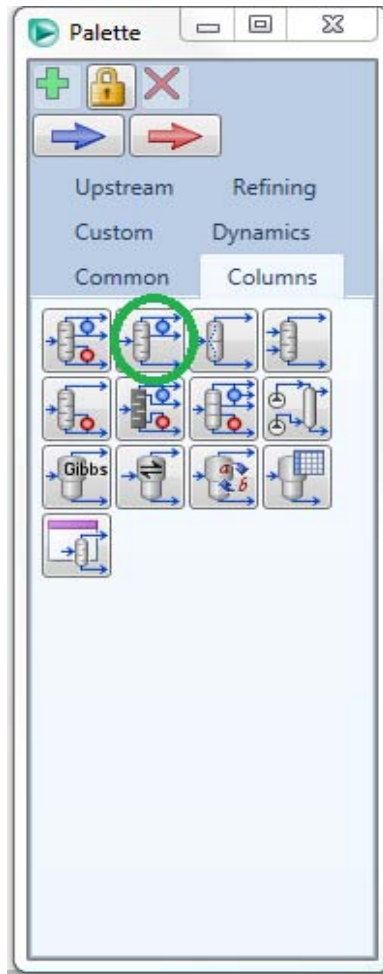 Palette
Upstream Refining
Custom Dynamics
Common Columns
Gibbs
a
b